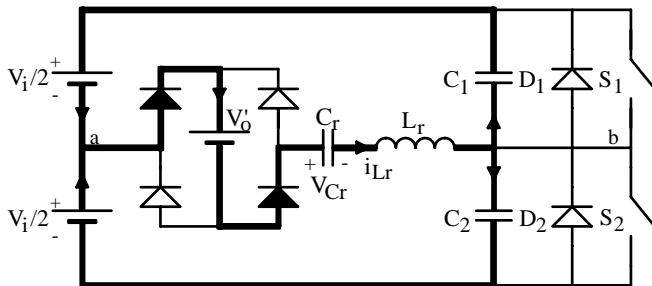 V_i/2
+
-
a
V_i/2
+
-
V'_o
C_r
+ -
V_Cr
i_Lr
L_r
C_1
D_1
S_1
b
C_2
D_2
S_2